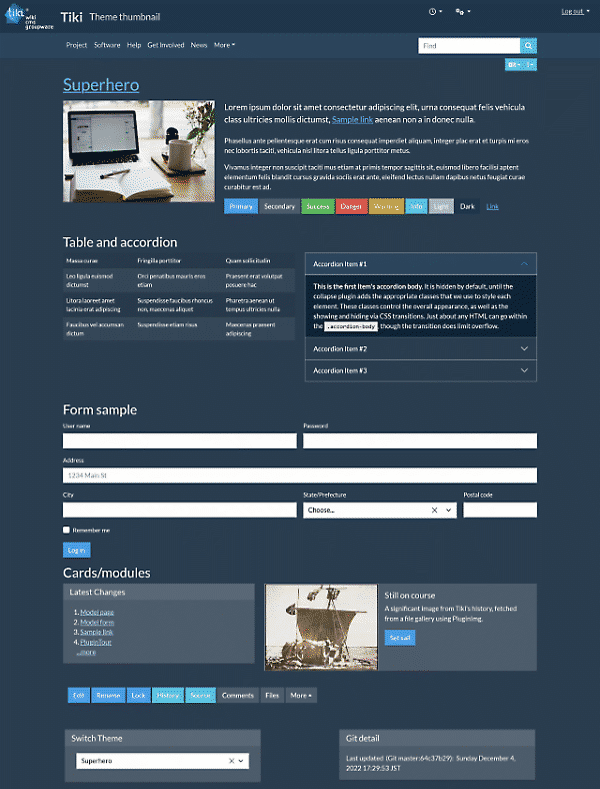 tiki
wiki
cms
groupware
Tiki Theme thumbnail
Log out
Project Software Help Get Involved News More
Find
Superhero
Lorem ipsum dolor sit amet consectetur adipiscing elit, urna consequat felis vehicula
class ultricies mollis dictumst, Sample link aenean non a in donec nulla.
Phasellus ante pellentesque erat cum risus consequat imperdiet aliquam, integer plac erat et turpis mi eros
nec lobortis taciti, vehicula nisl litora tellus ligula porttitor metus.
Vivamus integer non suscipit taciti mus etiam at primis tempor sagittis sit, euismod libero facilisi aptent
elementum felis blandit cursus gravida sociis erat ante, eleifend lectus nullam dapibus netus feugiat curae
curabitur est ad.
Primary Secondary Success Danger Warning Info Light Dark Link
Table and accordion
Massa curae Fringilla porttitor Quam sollicitudin
Leo ligula euismod dictumst Orci penatibus mauris eros etiam Praesent erat volutpat posuere hac
Litora laoreet amet lacinia erat adipiscing Suspendisse faucibus rhoncus non, maecenas aliquet Pharetra aenean ut tempus ultricies nulla
Faucibus vel accumsan dictum Suspendisse etiam risus Maecenas praesent adipiscing
Accordion Item #1
This is the first item's accordion body. It is hidden by default, until the
collapse plugin adds the appropriate classes that we use to style each
element. These classes control the overall appearance, as well as the
showing and hiding via CSS transitions. Just about any HTML can go within
the .accordion-body, though the transition does limit overflow.
Accordion Item #2
Accordion Item #3
Form sample
User name Password
Address
1234 Main St
City State/Prefecture Postal code
Choose...
Remember me
Log in
Cards/modules
Latest Changes
1. Model page
2. Model form
3. Sample link
4. PluginTour
...more
Still on course
A significant image from Tiki's history, fetched
from a file gallery using PluginImg.
Set sail
Edit Rename Lock History Source Comments Files More
Switch Theme
Superhero
Git detail
Last updated (Git master:64c37b29): Sunday December 4,
2022 17:29:53 JST